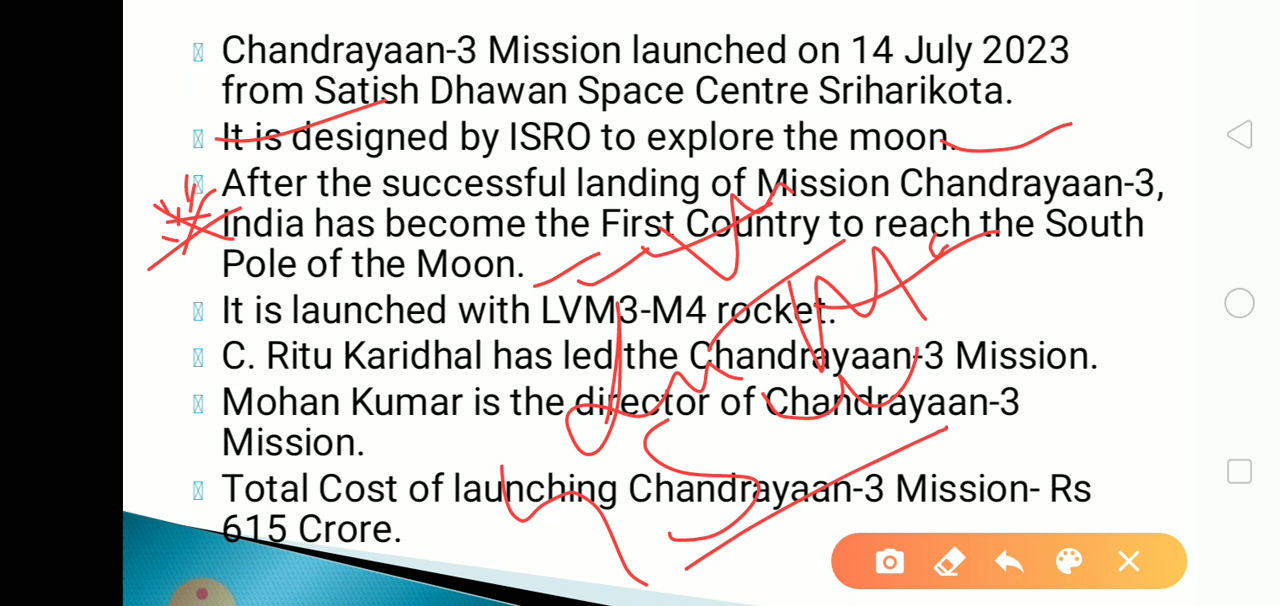 Chandrayaan-3 Mission launched on 14 July 2023
from Satish Dhawan Space Centre Sriharikota.
It is designed by ISRO to explore the moon.
After the successful landing of Mission Chandrayaan-3,
India has become the First Country to reach the South
Pole of the Moon.
It is launched with LVM3-M4 rocket.
C. Ritu Karidhal has led the Chandrayaan-3 Mission.
Mohan Kumar is the director of Chandrayaan-3
Mission.
Total Cost of launching Chandrayaan-3 Mission- Rs
615 Crore.